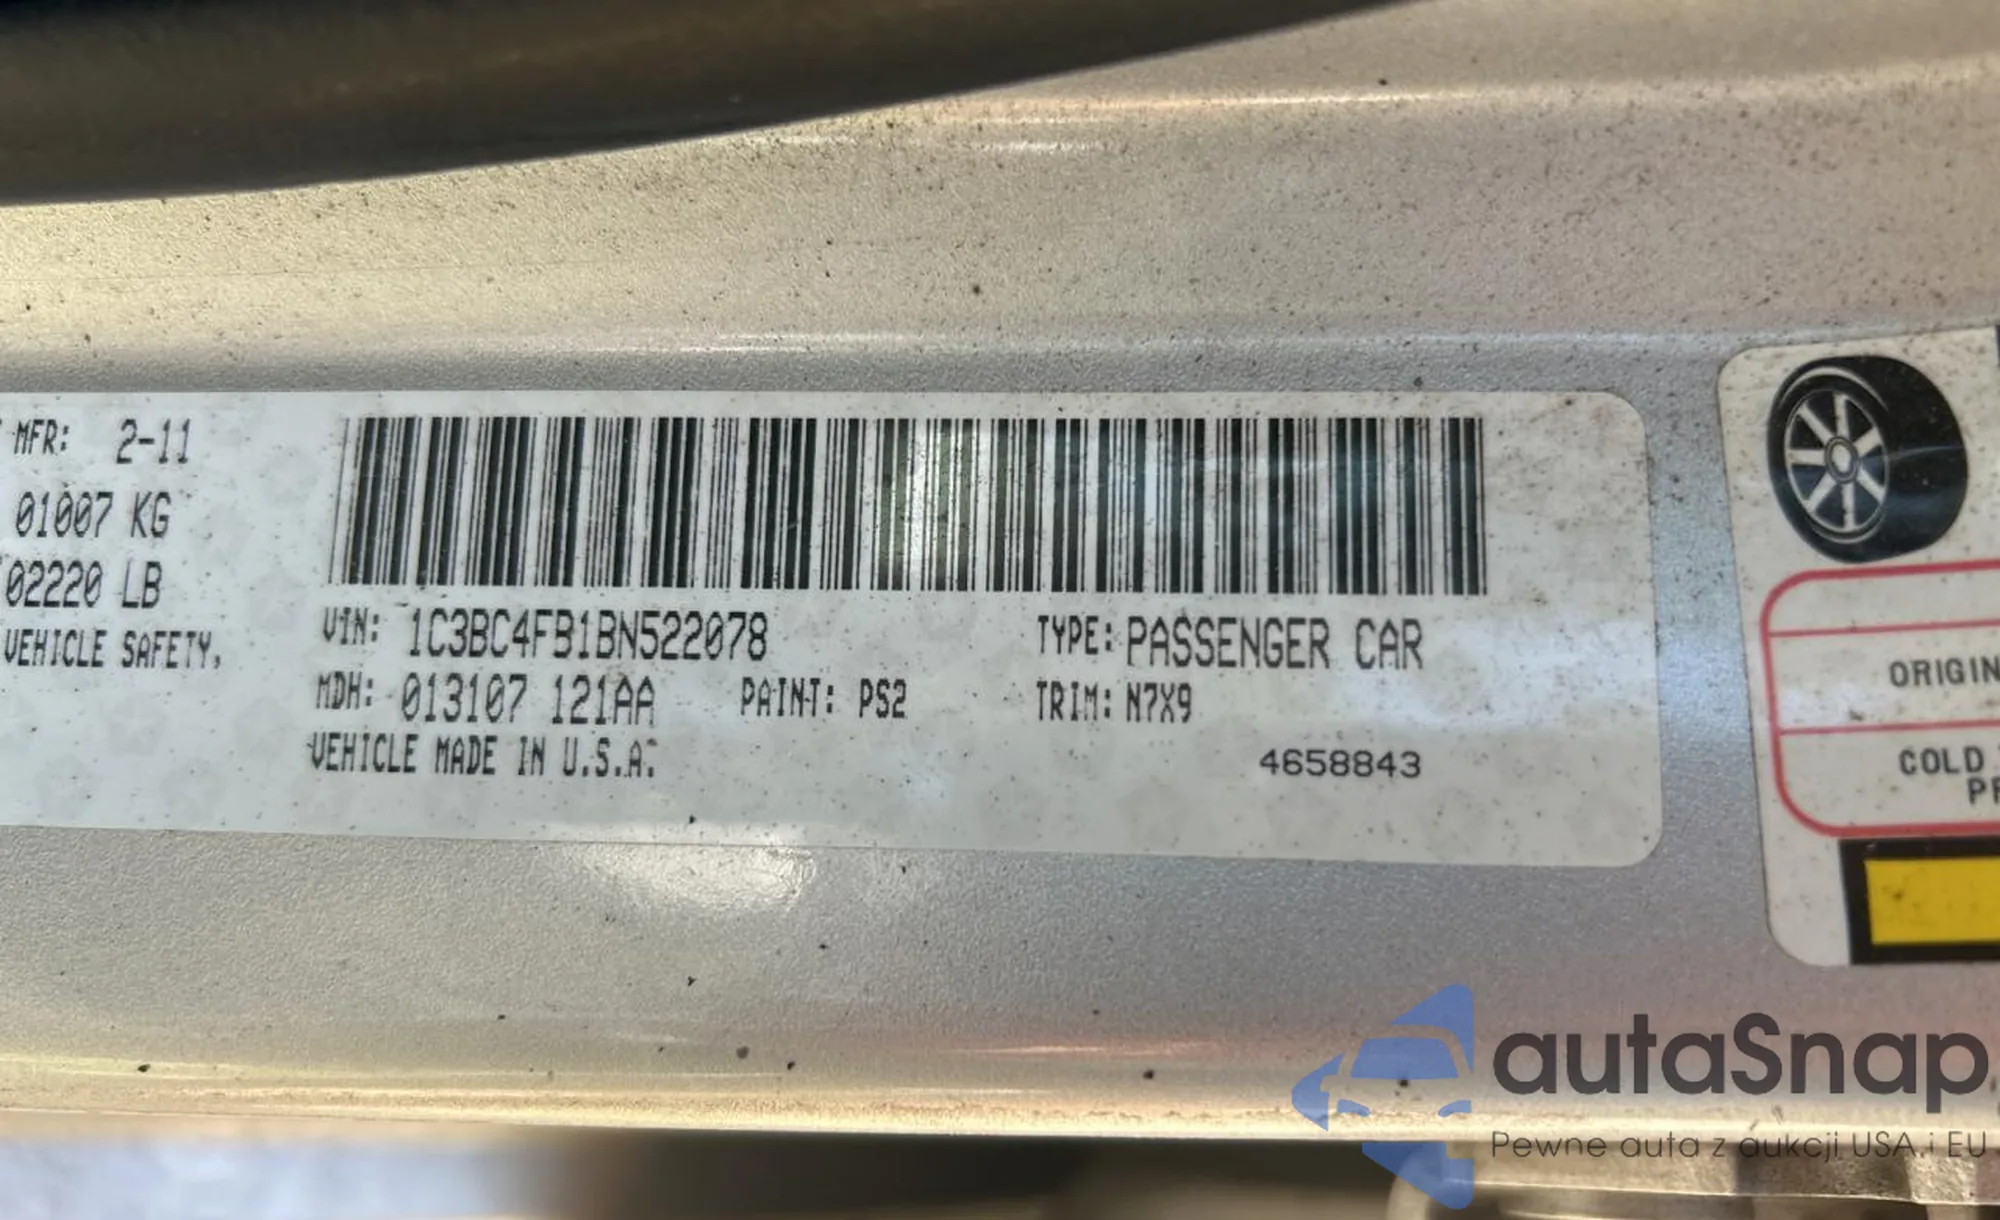 MFR: 2-11
01007 KG
02220 LB
VEHICLE SAFETY,
VIN: 1C3BC4FB1BN522078
TYPE: PASSENGER CAR
MDH: 013107 121AA PAINT: PS2
TRIM: N7X9
VEHICLE MADE IN U.S.A.
4658843
ORIGIN
COLD
autaSnap
Pewne auta z aukcji USA i EU